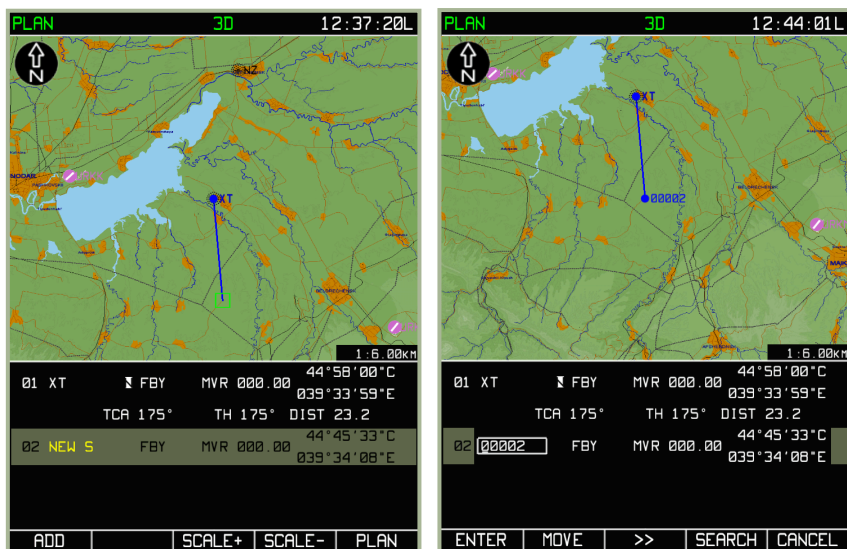 PLAN 3D 12:37:20L
N
NZ
XT
1:6.00KM
01 XT FBY MVR 000.00 44°58'00"C
039°33'59"E
TCA 175° TH 175° DIST 23.2
02 NEW S FBY MVR 000.00 44°45'33"C
039°34'08"E
ADD SCALE+ SCALE- PLAN
PLAN 3D 12:44:01L
N
XT
00002
1:6.00KM
01 XT FBY MVR 000.00 44°58'00"C
039°33'59"E
TCA 175° TH 175° DIST 23.2
02 00002 FBY MVR 000.00 44°45'33"C
039°34'08"E
ENTER MOVE >> SEARCH CANCEL